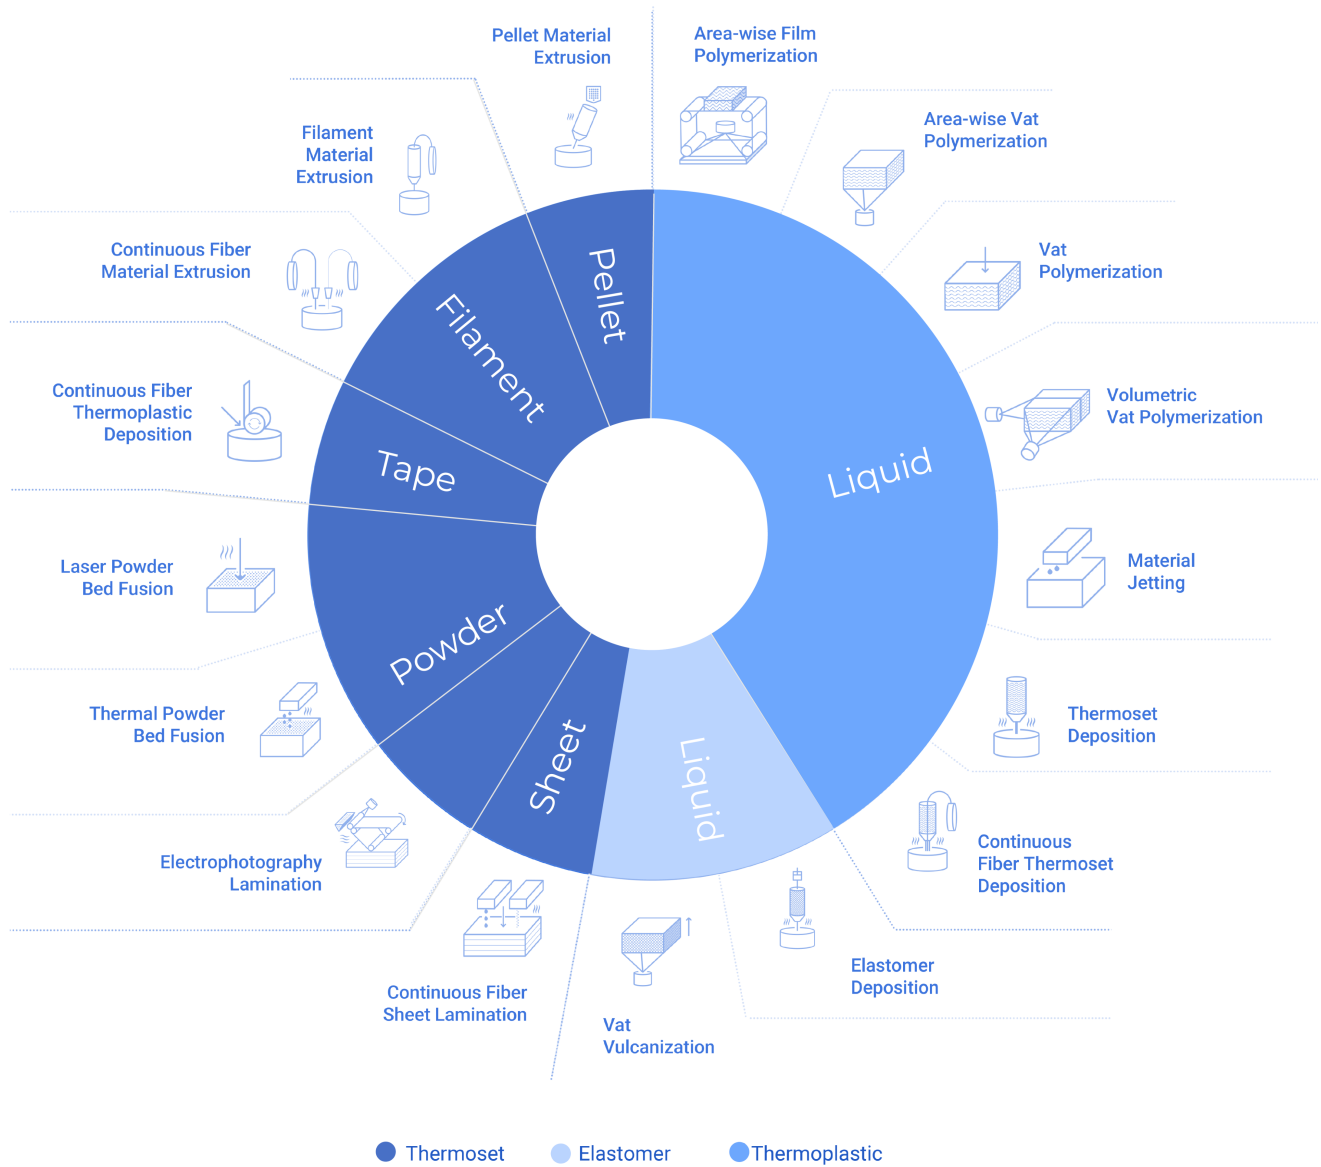 Pellet Material
Extrusion
Area-wise Film
Polymerization
Filament
Material
Extrusion
Area-wise Vat
Polymerization
Continuous Fiber
Material Extrusion
Vat
Polymerization
Continuous Fiber
Thermoplastic
Deposition
Volumetric
Vat Polymerization
Laser Powder
Bed Fusion
Material
Jetting
Thermal Powder
Bed Fusion
Thermoset
Deposition
Electrophotography
Lamination
Continuous
Fiber Thermoset
Deposition
Continuous Fiber
Sheet Lamination
Vat
Vulcanization
Elastomer
Deposition
Pellet
Filament
Tape
Powder
Sheet
Liquid
Liquid
Thermoset
Elastomer
Thermoplastic